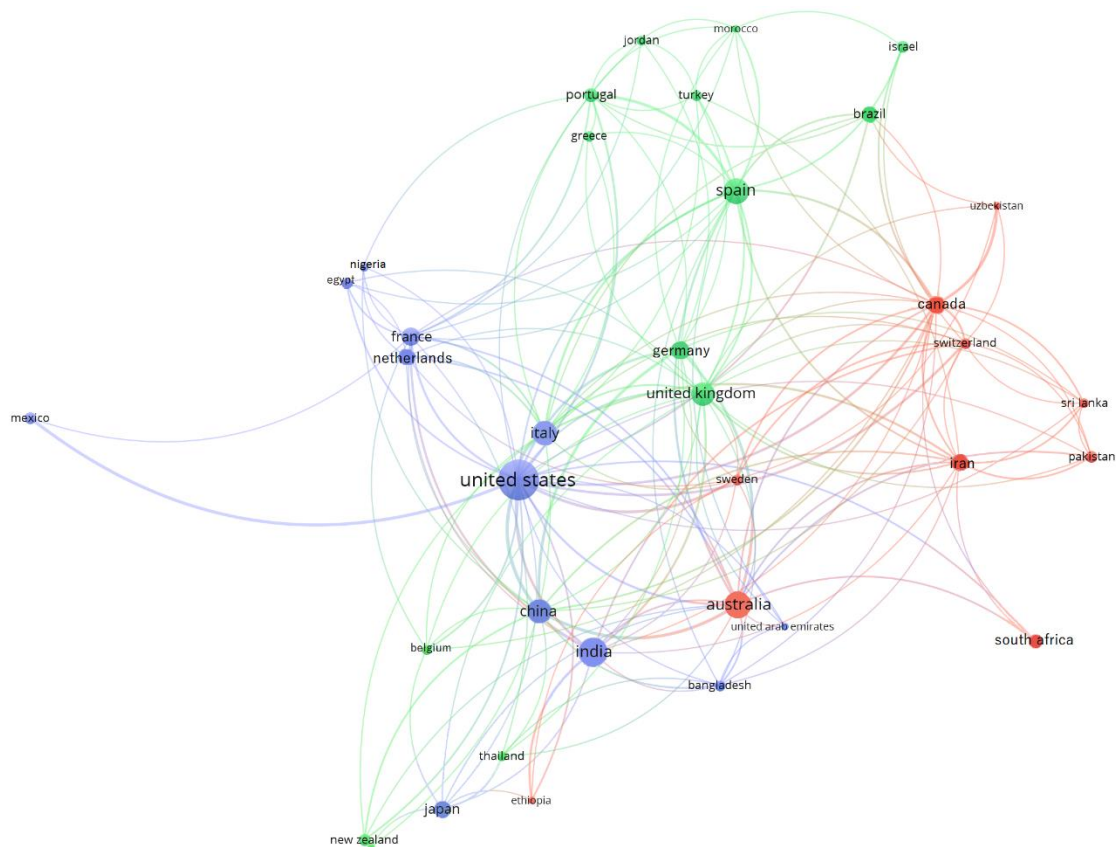 morocco
jordan
israel
portugal
turkey
brazil
greece
spain
uzbekistan
nigeria
egypt
canada
france
switzerland
germany
netherlands
united kingdom
sri lanka
mexico
italy
pakistan
iran
united states
sweden
australia
china
united arab emirates
south africa
belgium
india
bangladesh
thailand
ethiopia
japan
new zealand